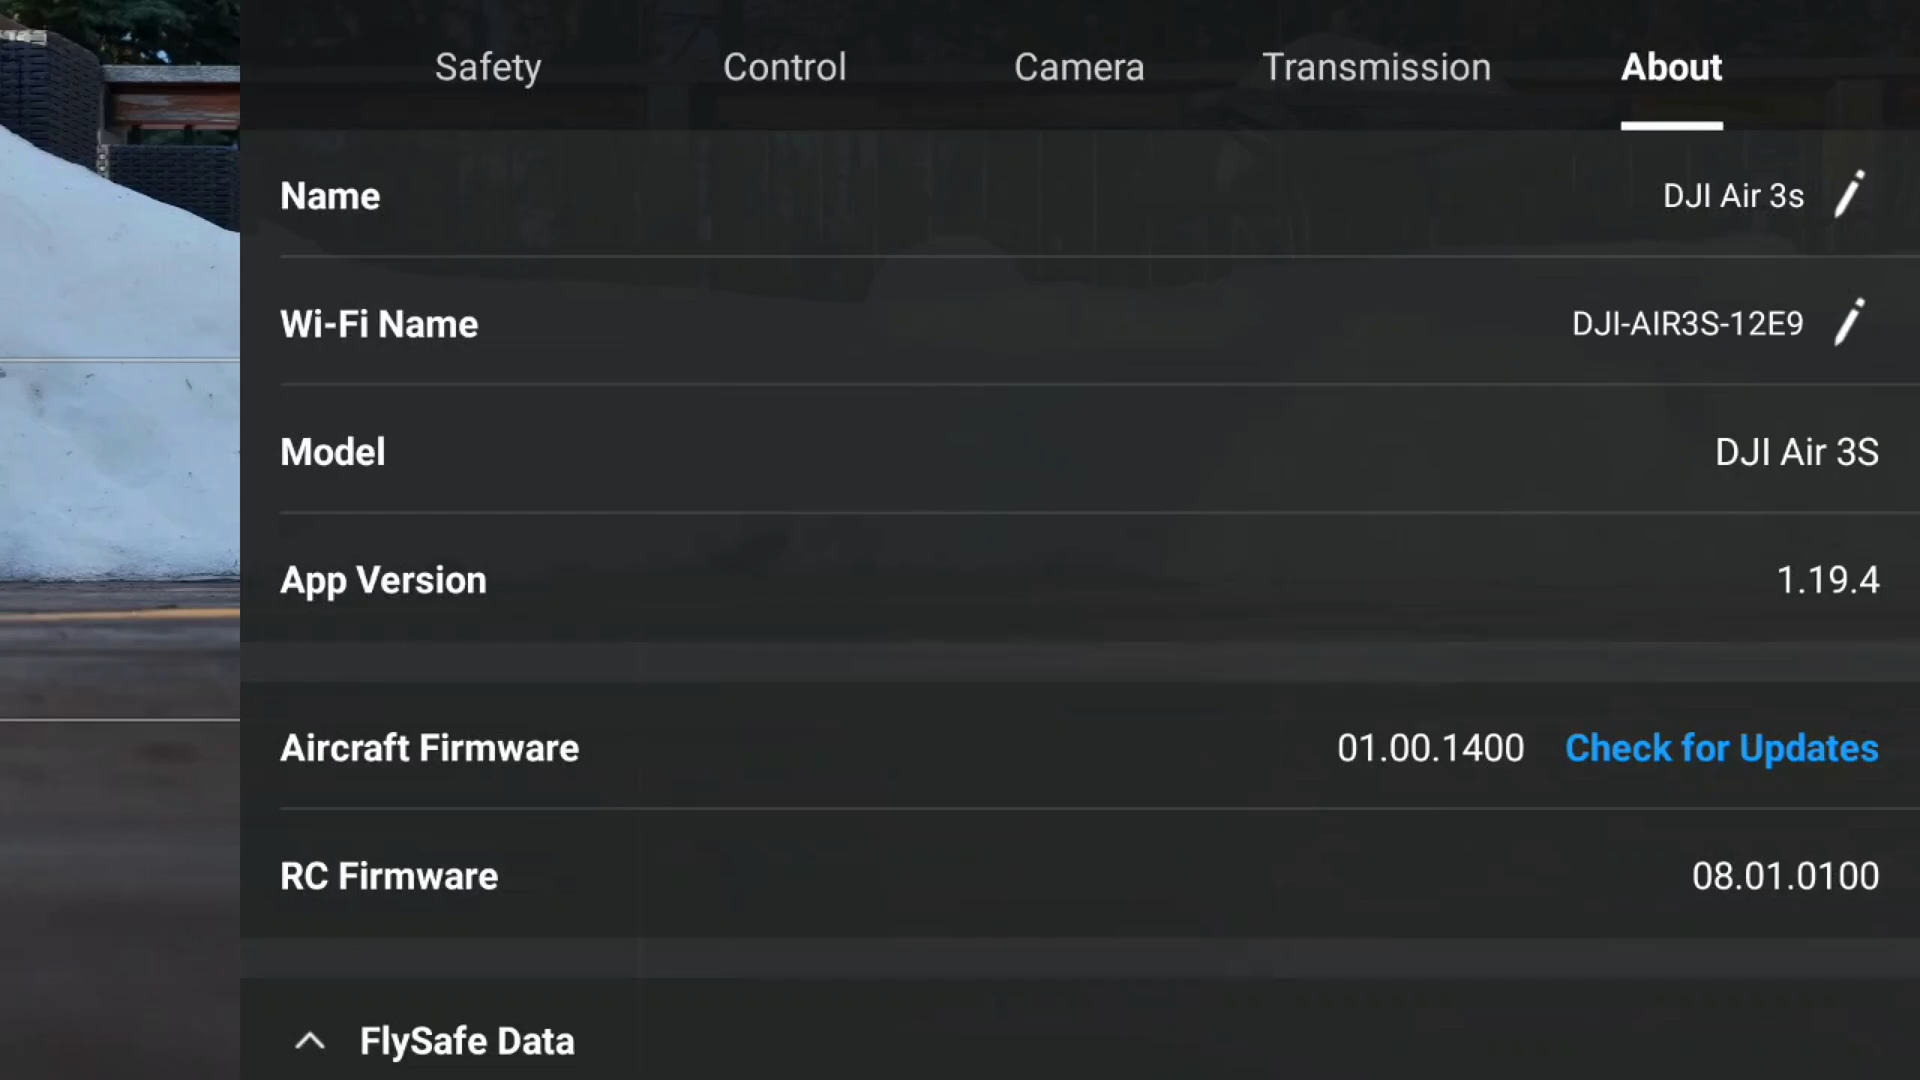 Safety Control Camera Transmission About
Name DJI Air 3s
Wi-Fi Name DJI-AIR3S-12E9
Model DJI Air 3S
App Version 1.19.4
Aircraft Firmware 01.00.1400 Check for Updates
RC Firmware 08.01.0100
FlySafe Data